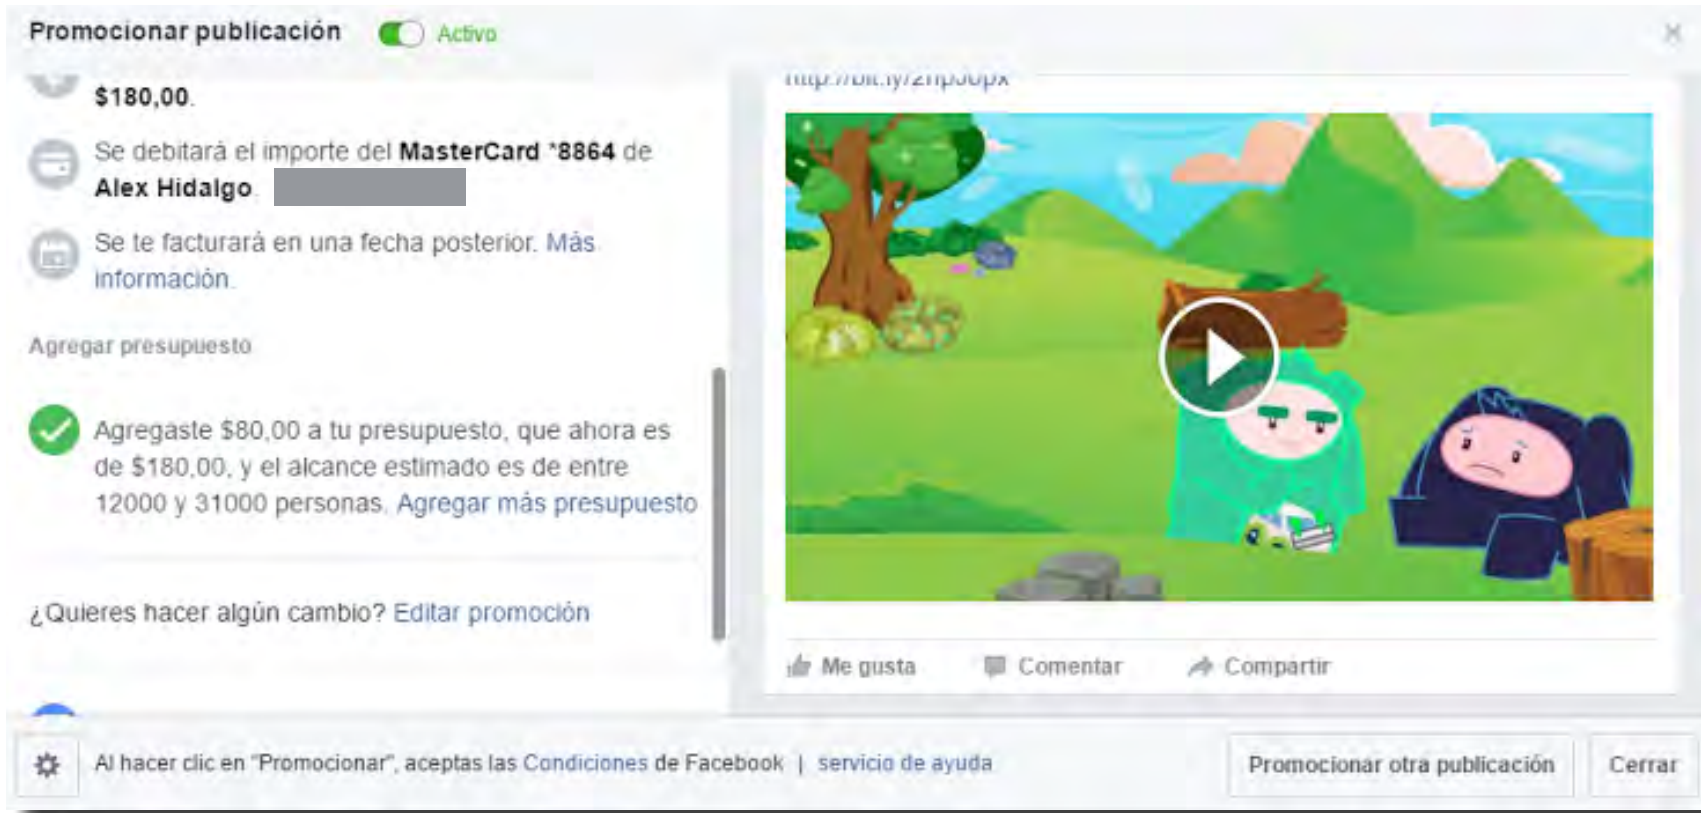 Promocionar publicación Activo
$180,00.
Se debitará el importe del MasterCard *8864 de
Alex Hidalgo.
Se te facturará en una fecha posterior. Más
información.
Agregar presupuesto
Agregaste $80,00 a tu presupuesto, que ahora es
de $180,00, y el alcance estimado es de entre
12000 y 31000 personas. Agregar más presupuesto
¿Quieres hacer algún cambio? Editar promoción
Me gusta Comentar Compartir
Al hacer clic en "Promocionar", aceptas las Condiciones de Facebook | servicio de ayuda
Promocionar otra publicación Cerrar